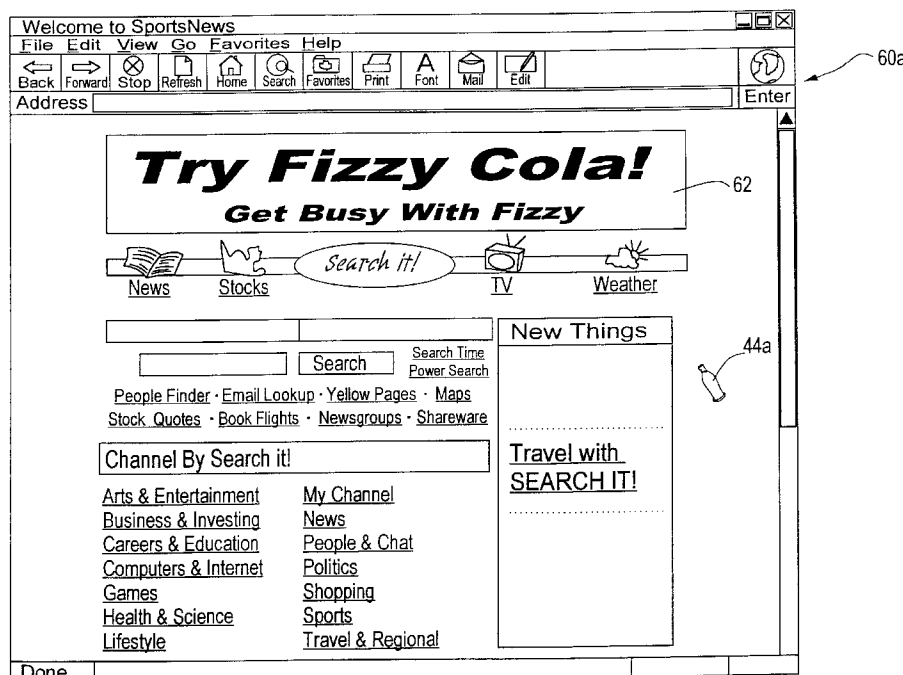 Welcome to SportsNews
File Edit View Go Favorites Help
Back Forward Stop Refresh Home Search Favorites Print A Font Mail Edit
60a
Address Enter
Try Fizzy Cola!
Get Busy With Fizzy
62
Search it!
News Stocks TV Weather
New Things
Search Search Time
Power Search
44a
People Finder · Email Lookup · Yellow Pages · Maps
Stock Quotes · Book Flights · Newsgroups · Shareware
Channel By Search it!
Travel with
SEARCH IT!
Arts & Entertainment My Channel
Business & Investing News
Careers & Education People & Chat
Computers & Internet Politics
Games Shopping
Health & Science Sports
Lifestyle Travel & Regional
Done